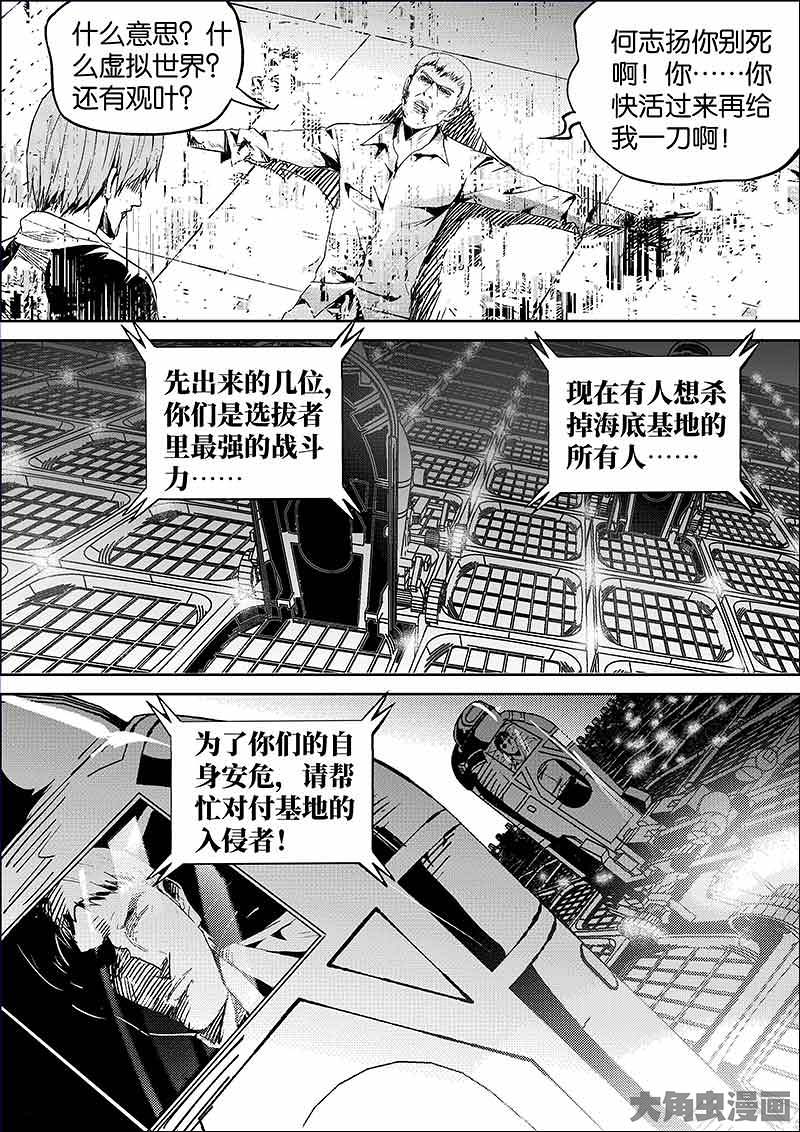 什么意思？什
么虚拟世界？
还有观叶？
何志扬你别死
啊！你……你
快活过来再给
我一刀啊！
先出来的几位，
你们是选拔者
里最强的战斗
力……
现在有人想杀
掉海底基地的
所有人……
为了你们的自
身安危，请帮
忙对付基地的
入侵者！
大角虫漫画